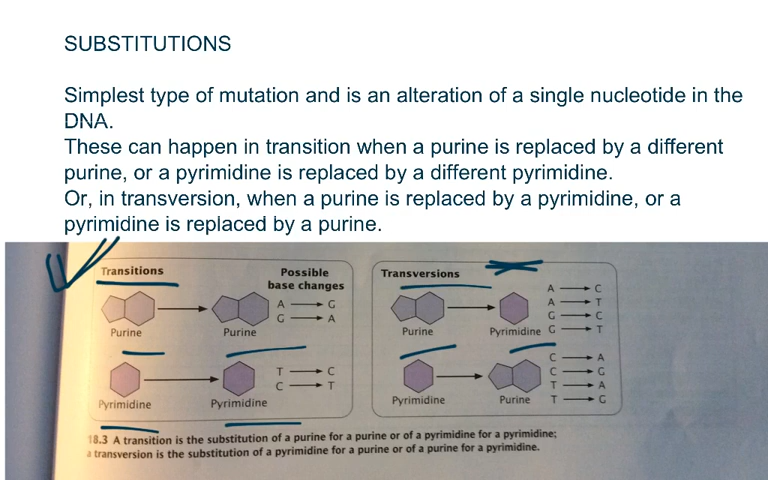 SUBSTITUTIONS
Simplest type of mutation and is an alteration of a single nucleotide in the
DNA.
These can happen in transition when a purine is replaced by a different
purine, or a pyrimidine is replaced by a different pyrimidine.
Or, in transversion, when a purine is replaced by a pyrimidine, or a
pyrimidine is replaced by a purine.
Transitions
Possible
base changes
Purine
Purine
A → G
G → A
Pyrimidine
Pyrimidine
T → C
C → T
Transversions
Purine
Pyrimidine
A → C
A → T
G → C
G → T
Pyrimidine
Purine
C → A
C → G
T → A
T → G
18.3 A transition is the substitution of a purine for a purine or of a pyrimidine for a pyrimidine;
a transversion is the substitution of a pyrimidine for a purine or of a purine for a pyrimidine.